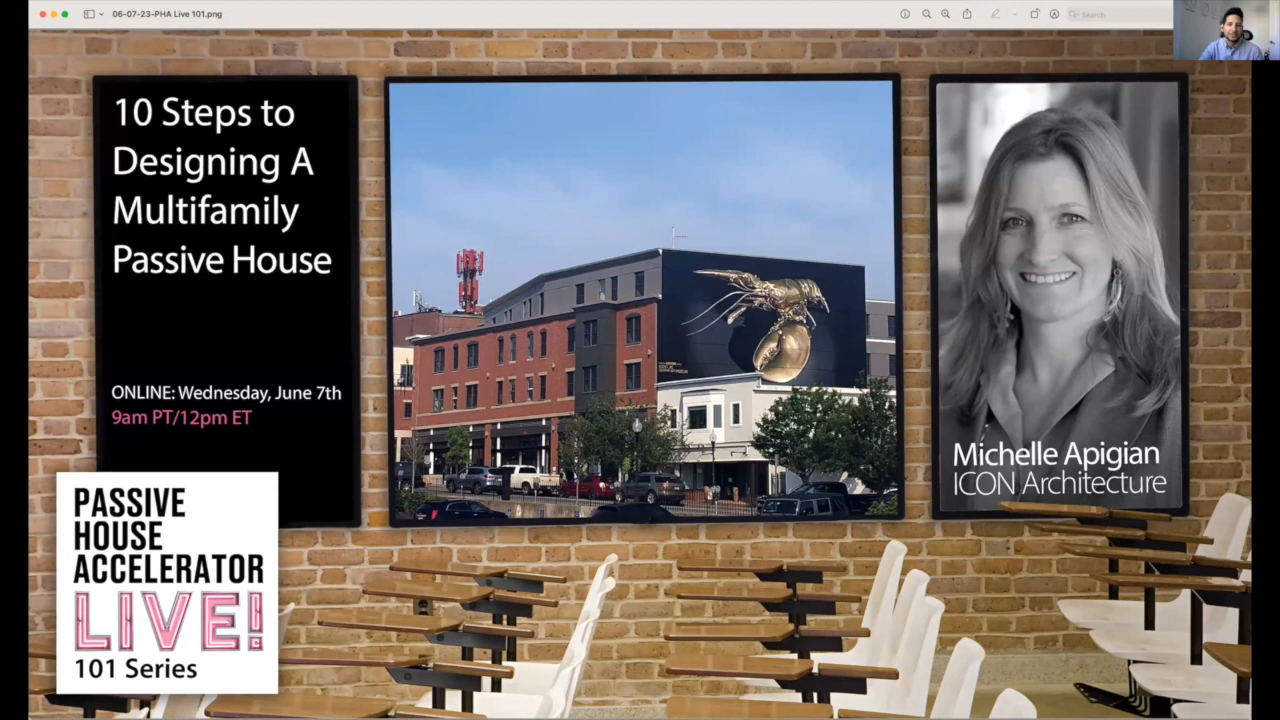 06-07-23-PHA Live 101.png
Search
10 Steps to
Designing A
Multifamily
Passive House
ONLINE: Wednesday, June 7th
9am PT/12pm ET
Michelle Apigian
ICON Architecture
PASSIVE
HOUSE
ACCELERATOR
LIVE!
101 Series